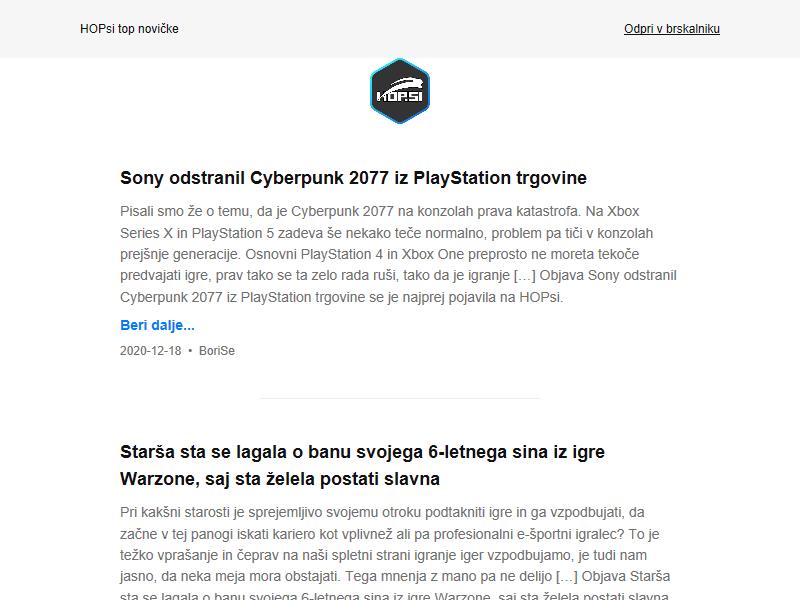 HOPsi top novičke
Odpri v brskalniku
HOPSI
Sony odstranil Cyberpunk 2077 iz PlayStation trgovine
Pisali smo že o temu, da je Cyberpunk 2077 na konzolah prava katastrofa. Na Xbox
Series X in PlayStation 5 zadeva še nekako teče normalno, problem pa tiči v konzolah
prejšnje generacije. Osnovni PlayStation 4 in Xbox One preprosto ne moreta tekoče
predvajati igre, prav tako se ta zelo rada ruši, tako da je igranje […] Objava Sony odstranil
Cyberpunk 2077 iz PlayStation trgovine se je najprej pojavila na HOPsi.
Beri dalje...
2020-12-18 • BoriSe
Starša sta se lagala o banu svojega 6-letnega sina iz igre
Warzone, saj sta želela postati slavna
Pri kakšni starosti je sprejemljivo svojemu otroku podtakniti igre in ga vzpodbujati, da
začne v tej panogi iskati kariero kot vplivnež ali pa profesionalni e-športni igralec? To je
težko vprašanje in čeprav na naši spletni strani igranje iger vzpodbujamo, je tudi nam
jasno, da neka meja mora obstajati. Tega mnenja z mano pa ne delijo […] Objava Starša
sta se lagala o banu svojega 6-letnega sina iz igre Warzone, saj sta želela postati slavna